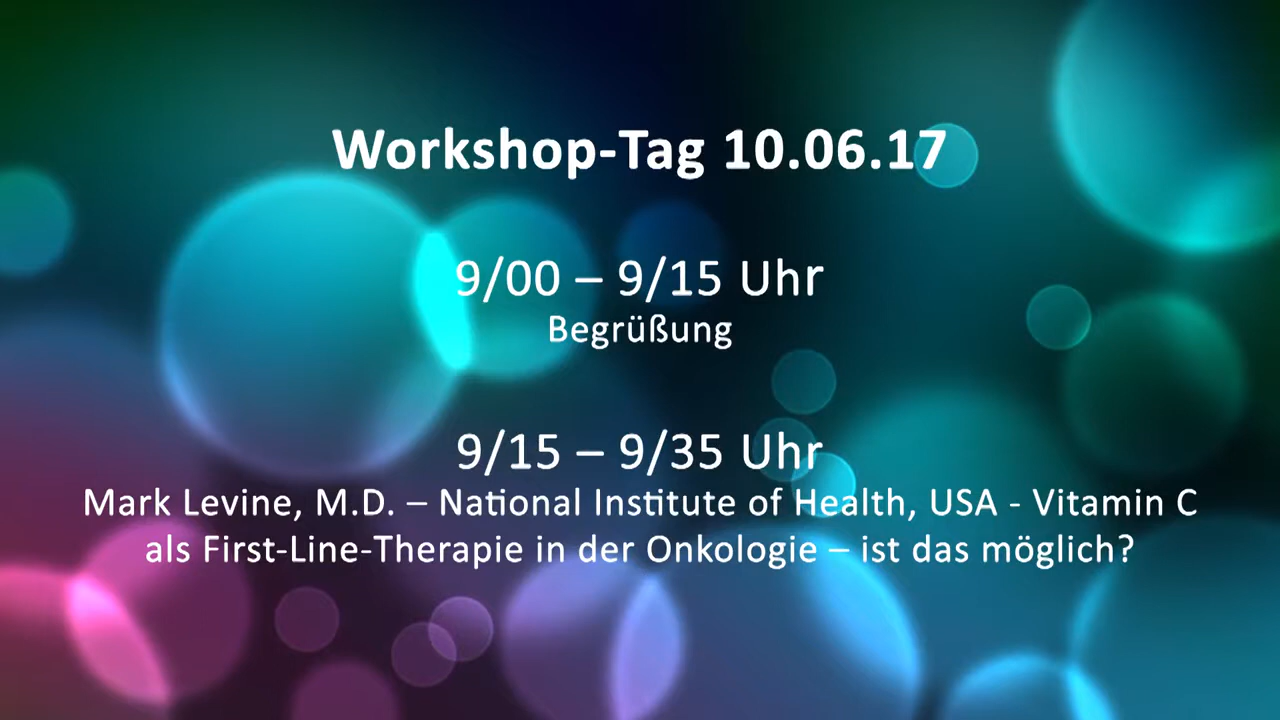 Workshop-Tag 10.06.17
9/00 – 9/15 Uhr
Begrüßung
9/15 – 9/35 Uhr
Mark Levine, M.D. – National Institute of Health, USA - Vitamin C
als First-Line-Therapie in der Onkologie – ist das möglich?